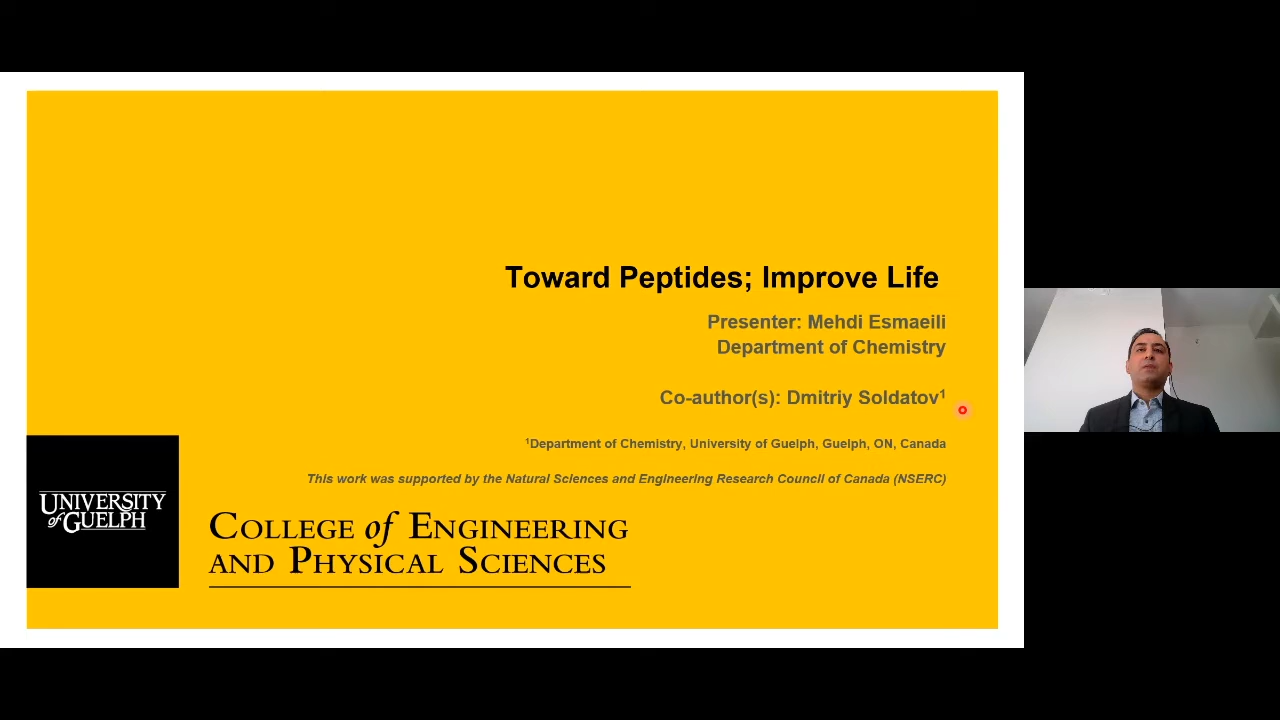 Toward Peptides; Improve Life
Presenter: Mehdi Esmaeili
Department of Chemistry
Co-author(s): Dmitriy Soldatov¹
¹Department of Chemistry, University of Guelph, Guelph, ON, Canada
This work was supported by the Natural Sciences and Engineering Research Council of Canada (NSERC)
UNIVERSITY
of GUELPH
COLLEGE of ENGINEERING
AND PHYSICAL SCIENCES